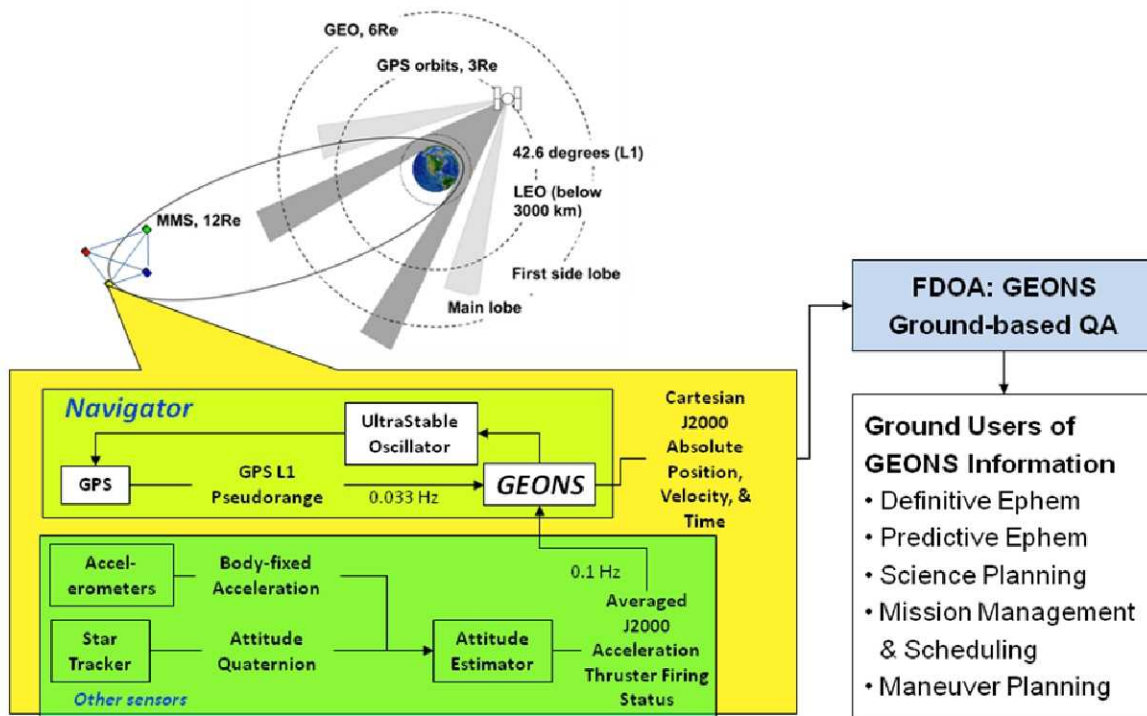 GEO, 6Re
GPS orbits, 3Re
42.6 degrees (L1)
LEO (below
3000 km)
MMS, 12Re
First side lobe
Main lobe
FDOA: GEONS
Ground-based QA
Navigator
UltraStable
Oscillator
GPS
GPS L1
Pseudorange
0.033 Hz
GEONS
Cartesian
J2000
Absolute
Position,
Velocity, &
Time
Accel-
erometers
Body-fixed
Acceleration
0.1 Hz
Star
Tracker
Attitude
Quaternion
Attitude
Estimator
Averaged
J2000
Acceleration
Thruster Firing
Status
Other sensors
Ground Users of
GEONS Information
• Definitive Ephem
• Predictive Ephem
• Science Planning
• Mission Management
& Scheduling
• Maneuver Planning